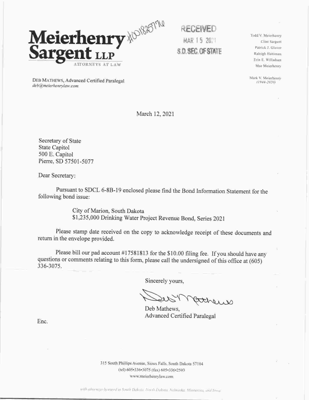 Meierhenry
Sargent LLP
ATTORNEYS AT LAW
RECEIVED
MAR 15 2021
S.D. SEC. OF STATE
Todd V. Meierhenry
Clint Sargent
Patrick J. Glover
Raleigh Hansman
Erin E. Willadsen
Max Meierhenry
Mark V. Meierhenry
DEB MATHEWS, Advanced Certified Paralegal
deb@meierhenrylaw.com
March 12, 2021
Secretary of State
State Capitol
500 E. Capitol
Pierre, SD 57501-5077
Dear Secretary:
Pursuant to SDCL 6-8B-19 enclosed please find the Bond Information Statement for
the following bond issue:
City of Marion, South Dakota
$1,235,000 Drinking Water Project Revenue Bond, Series 2021
Please stamp date received on the copy to acknowledge receipt of these documents and
return in the envelope provided.
Please bill our pad account #17581813 for the $10.00 filing fee. If you should have any
questions or comments relating to this form, please call the undersigned of this office at (605)
336-3075.
Sincerely yours,
Deb Mathews
Deb Mathews,
Advanced Certified Paralegal
Enc.
315 South Phillips Avenue, Sioux Falls, South Dakota 57104
(tel) 605•336•3075 (fax) 605•336•2593
www.meierhenrylaw.com